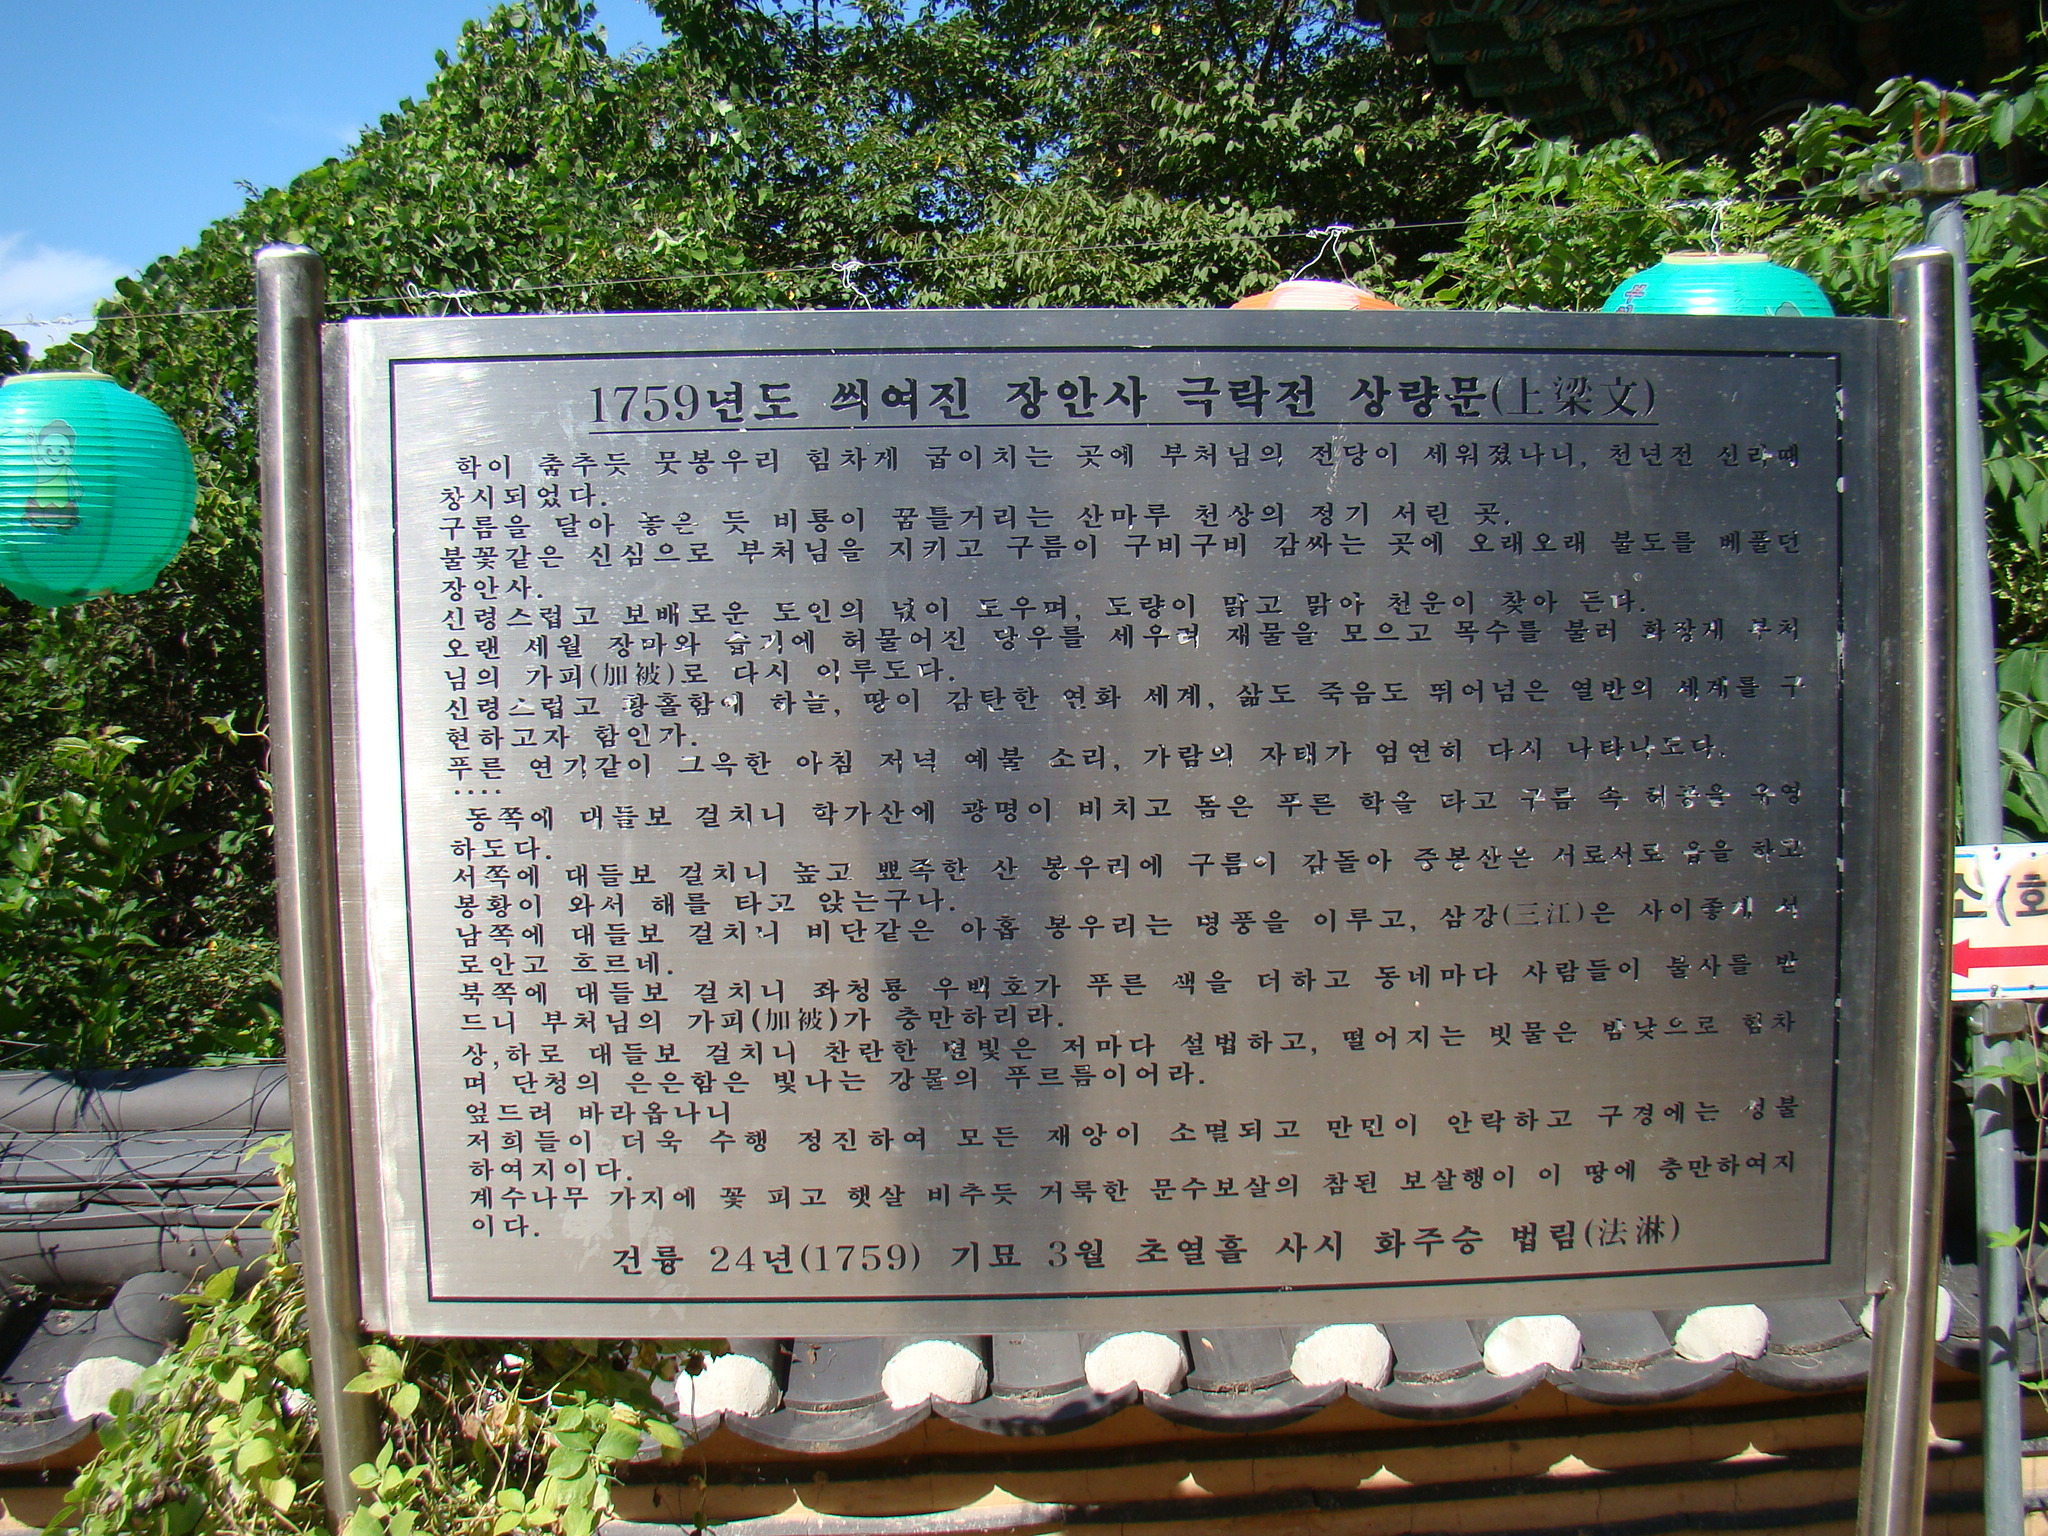 1759년도 씌여진 장안사 극락전 상량문(上梁文)
학이 춤추듯 뭇봉우리 힘차게 굽이치는 곳에 부처님의 전당이 세워졌나니, 천년전 신라때
창시되었다.
구름을 달아 놓은 듯 비룡이 꿈틀거리는 산마루 천상의 정기 서린 곳.
불꽃같은 신심으로 부처님을 지키고 구름이 구비구비 감싸는 곳에 오래오래 불도를 베풀던
장안사.
신령스럽고 보배로운 도인의 넋이 도우며, 도량이 맑고 맑아 천운이 찾아 든다.
오랜 세월 장마와 습기에 허물어진 당우를 세우려 재물을 모으고 목수를 불러 화장게 부처
님의 가피(加被)로 다시 이루도다.
신령스럽고 황홀함에 하늘, 땅이 감탄한 연화 세계, 삶도 죽음도 뛰어넘은 열반의 세계를 구
현하고자 함인가.
푸른 연기같이 그윽한 아침 저녁 예불 소리, 가람의 자태가 엄연히 다시 나타나도다.
....
동쪽에 대들보 걸치니 학가산에 광명이 비치고 몸은 푸른 학을 타고 구름 속 허공을 유영
하도다.
서쪽에 대들보 걸치니 높고 뾰족한 산 봉우리에 구름이 감돌아 중봉산은 서로서로 읍을 하고
봉황이 와서 해를 타고 앉는구나.
남쪽에 대들보 걸치니 비단같은 아홉 봉우리는 병풍을 이루고, 삼강(三江)은 사이좋게 서
로안고 흐르네.
북쪽에 대들보 걸치니 좌청룡 우백호가 푸른 색을 더하고 동네마다 사람들이 불사를 받
드니 부처님의 가피(加被)가 충만하리라.
상,하로 대들보 걸치니 찬란한 별빛은 저마다 설법하고, 떨어지는 빗물은 밤낮으로 힘차
며 단청의 은은함은 빛나는 강물의 푸르름이어라.
엎드려 바라옵나니
저희들이 더욱 수행 정진하여 모든 재앙이 소멸되고 만민이 안락하고 구경에는 성불
하여지이다.
계수나무 가지에 꽃 피고 햇살 비추듯 거룩한 문수보살의 참된 보살행이 이 땅에 충만하여지
이다.
건륭 24년(1759) 기묘 3월 초열흘 사시 화주승 법림(法淋)